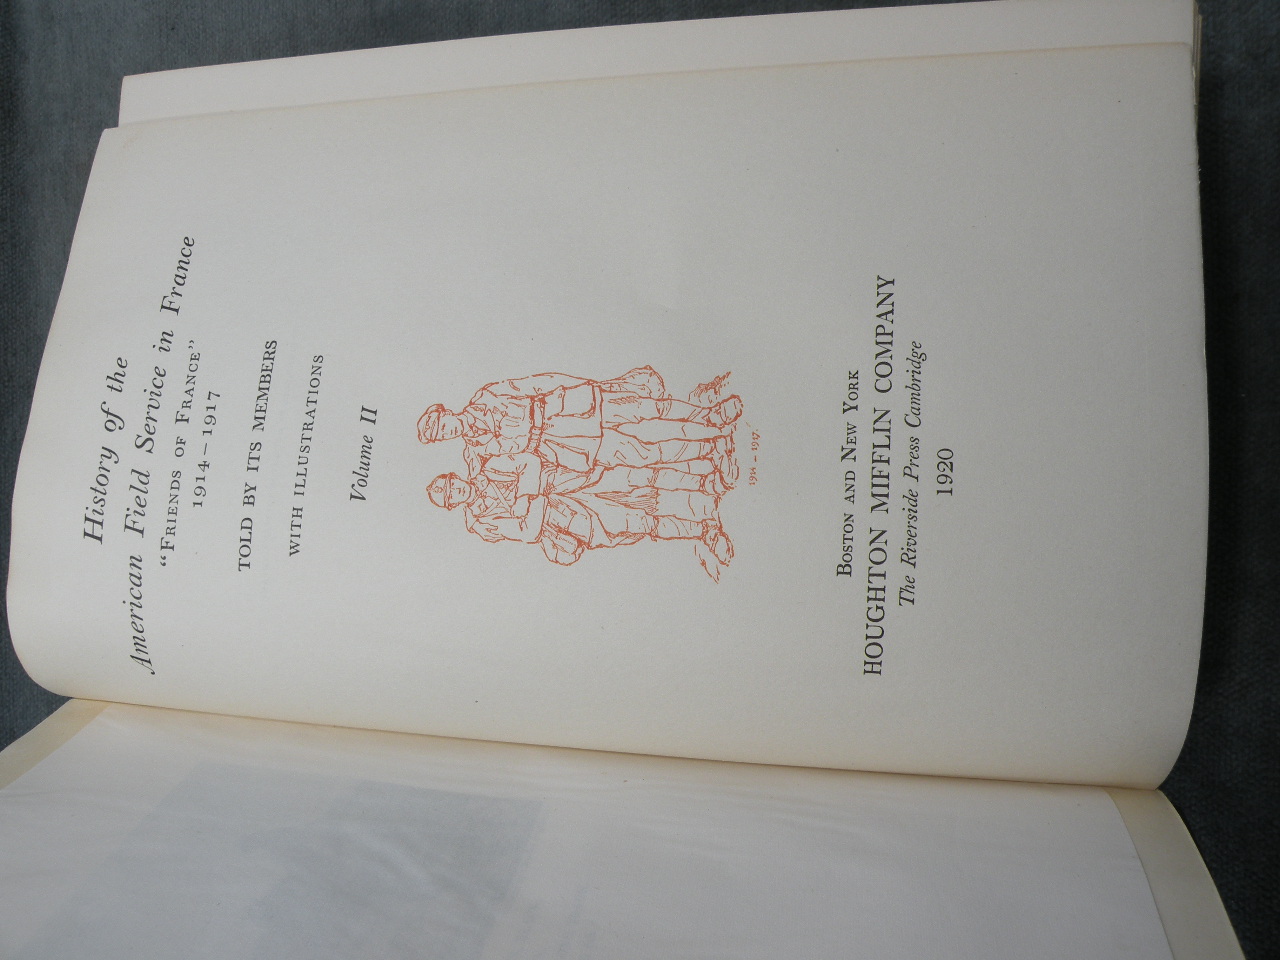 History of the
American Field Service in France
“FRIENDS OF FRANCE”
1914–1917
TOLD BY ITS MEMBERS
WITH ILLUSTRATIONS
Volume II
1914 – 1917.
BOSTON AND NEW YORK
HOUGHTON MIFFLIN COMPANY
The Riverside Press Cambridge
1920